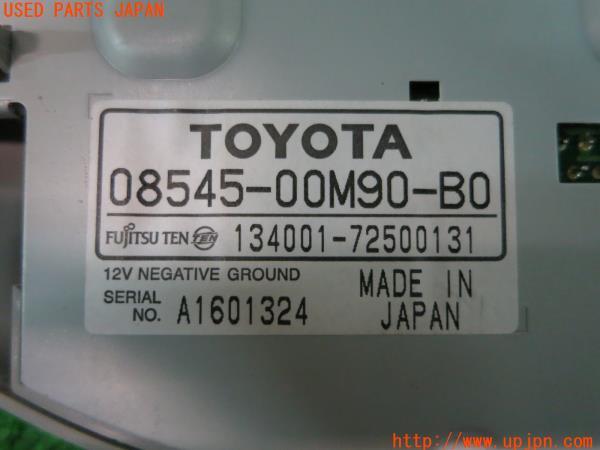 USED PARTS JAPAN
TOYOTA
08545-00M90-B0
FUJITSU TEN TEN 134001-72500131
12V NEGATIVE GROUND
SERIAL NO. A1601324
MADE IN JAPAN
http://www.upjpn.com